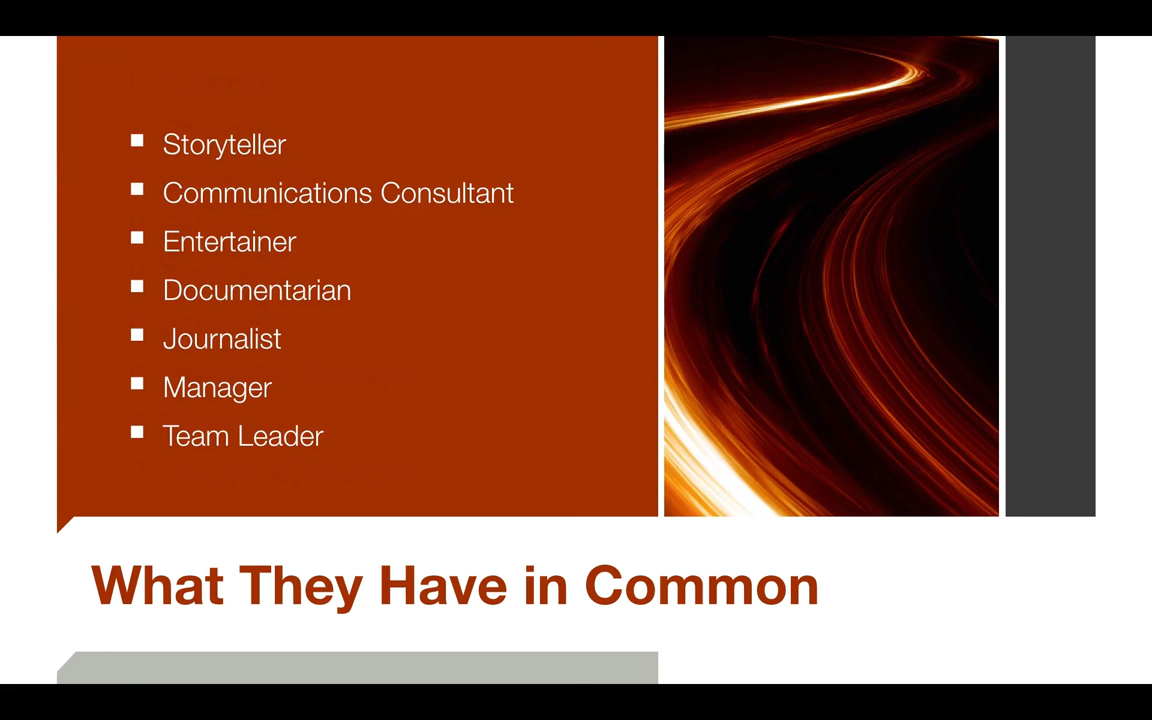 Storyteller
Communications Consultant
Entertainer
Documentarian
Journalist
Manager
Team Leader
What They Have in Common